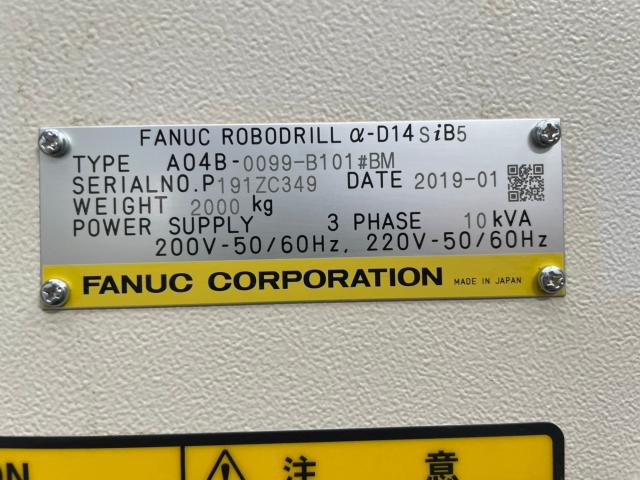 FANUC ROBODRILL α-D14SiB5
TYPE A04B-0099-B101#BM
SERIALNO.P191ZC349 DATE 2019-01
WEIGHT 2000 kg
POWER SUPPLY 3 PHASE 10kVA
200V-50/60Hz, 220V-50/60Hz
FANUC CORPORATION MADE IN JAPAN
注 意